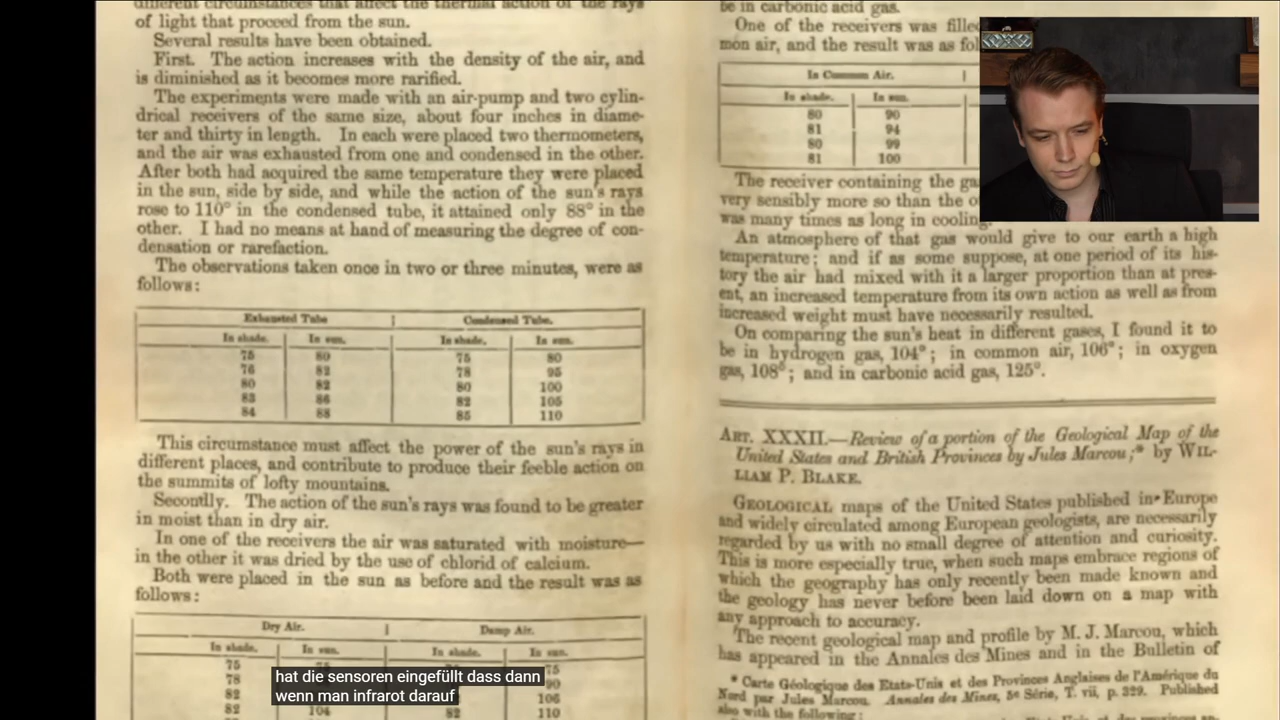 different circumstances that affect the thermal action of the rays
of light that proceed from the sun.
Several results have been obtained.
First. The action increases with the density of the air, and
is diminished as it becomes more rarified.
The experiments were made with an air-pump and two cylin-
drical receivers of the same size, about four inches in diame-
ter and thirty in length. In each were placed two thermometers,
and the air was exhausted from one and condensed in the other.
After both had acquired the same temperature they were placed
in the sun, side by side, and while the action of the sun's rays
rose to 110° in the condensed tube, it attained only 88° in the
other. I had no means at hand of measuring the degree of con-
densation or rarefaction.
The observations taken once in two or three minutes, were as
follows:
Exhausted Tube | Condensed Tube.
In shade. In sun. In shade. In sun.
75 80 75 80
76 82 78 95
80 82 80 100
83 86 82 105
84 88 85 110
This circumstance must affect the power of the sun's rays in
different places, and contribute to produce their feeble action on
the summits of lofty mountains.
Secondly. The action of the sun's rays was found to be greater
in moist than in dry air.
In one of the receivers the air was saturated with moisture—
in the other it was dried by the use of chlorid of calcium.
Both were placed in the sun as before and the result was as
follows:
Dry Air. | Damp Air.
In shade. In sun. In shade. In sun.
75 75
78 90
82 106
82 104 82 110
be in carbonic acid gas.
One of the receivers was filled
mon air, and the result was as fol
In Common Air. |
In shade. In sun.
80 90
81 94
80 99
81 100
The receiver containing the ga
very sensibly more so than the o
was many times as long in cooling.
An atmosphere of that gas would give to our earth a high
temperature; and if as some suppose, at one period of its his-
tory the air had mixed with it a larger proportion than at pres-
ent, an increased temperature from its own action as well as from
increased weight must have necessarily resulted.
On comparing the sun's heat in different gases, I found it to
be in hydrogen gas, 104°; in common air, 106°; in oxygen
gas, 108°; and in carbonic acid gas, 125°.
ART. XXXII.—Review of a portion of the Geological Map of the
United States and British Provinces by Jules Marcou;* by WIL-
LIAM P. BLAKE.
GEOLOGICAL maps of the United States published in Europe
and widely circulated among European geologists, are necessarily
regarded by us with no small degree of attention and curiosity.
This is more especially true, when such maps embrace regions of
which the geography has only recently been made known and
the geology has never before been laid down on a map with
any approach to accuracy.
The recent geological map and profile by M. J. Marcou, which
has appeared in the Annales des Mines and in the Bulletin of
* Carte Géologique des Etats-Unis et des Provinces Anglaises de l'Amérique du
Nord par Jules Marcou. Annales des Mines, 5e Série, T. vii, p. 329. Published
also with the following:
hat die sensoren eingefüllt dass dann
wenn man infrarot darauf